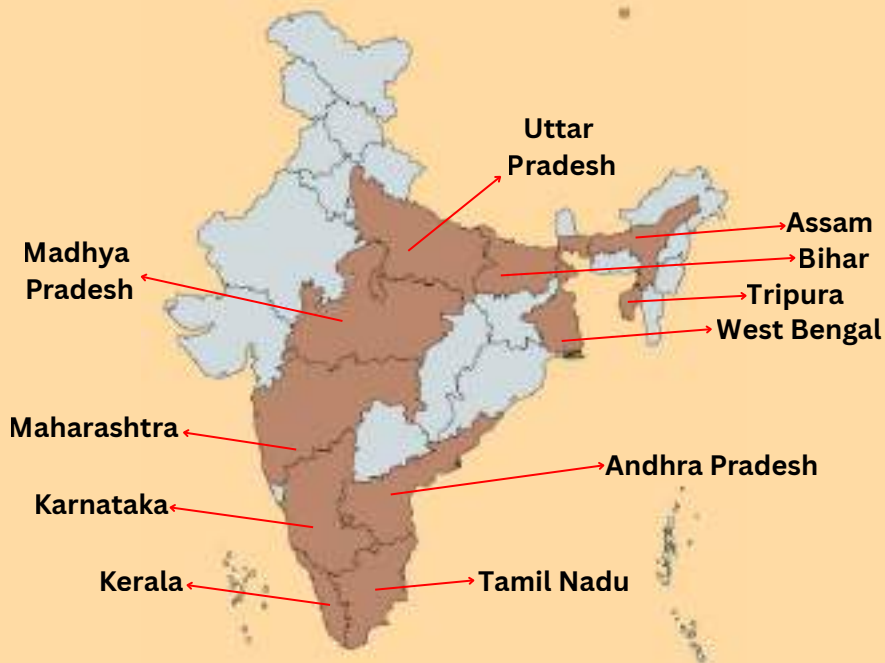 Uttar
Pradesh
Assam
Madhya
Pradesh
Bihar
Tripura
West Bengal
Maharashtra
Andhra Pradesh
Karnataka
Kerala
Tamil Nadu